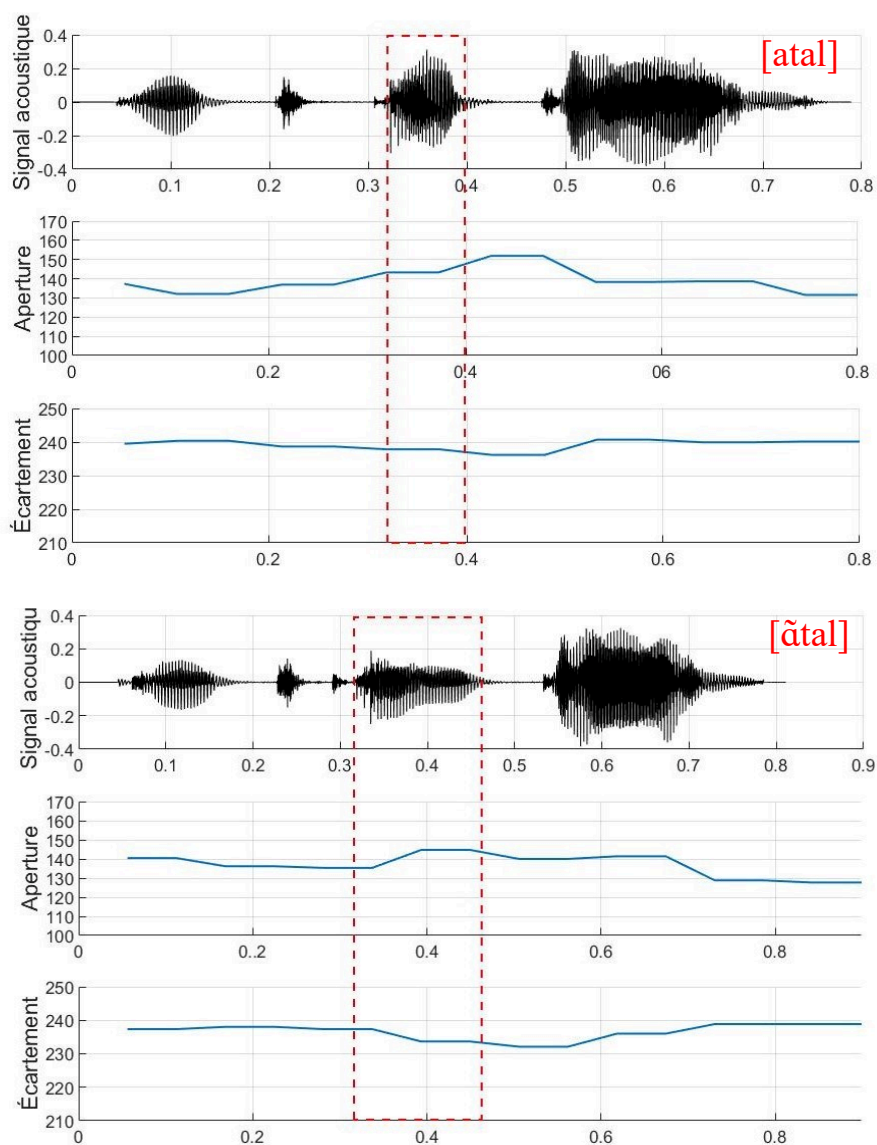 Signal acoustique
0.4
0.2
0
-0.2
-0.4
[atal]
0 0.1 0.2 0.3 0.4 0.5 0.6 0.7 0.8
Aperture
170
160
150
140
130
120
110
100
0 0.2 0.4 06 0.8
Écartement
250
240
230
220
210
0 0.2 0.4 0.6 0.8
Signal acoustiqu
0.4
0.2
0
-0.2
-0.4
[ɑ̃tal]
0 0.1 0.2 0.3 0.4 0.5 0.6 0.7 0.8 0.9
Aperture
170
160
150
140
130
120
110
100
0 0..2 0.4 0.6 0.8
Écartement
250
240
230
220
210
0 0.2 0.4 0.6 0.8